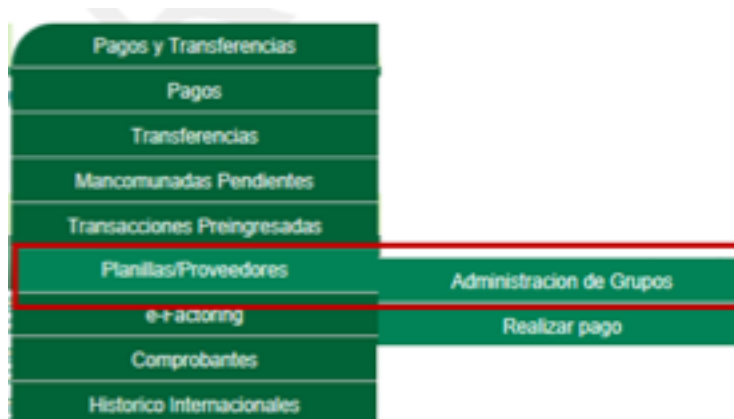 Pagos y Transferencias
Pagos
Transferencias
Mancomunadas Pendientes
Transacciones Preingresadas
Planillas/Proveedores
Administracion de Grupos
e-Factoring
Realizar pago
Comprobantes
Historico Internacionales